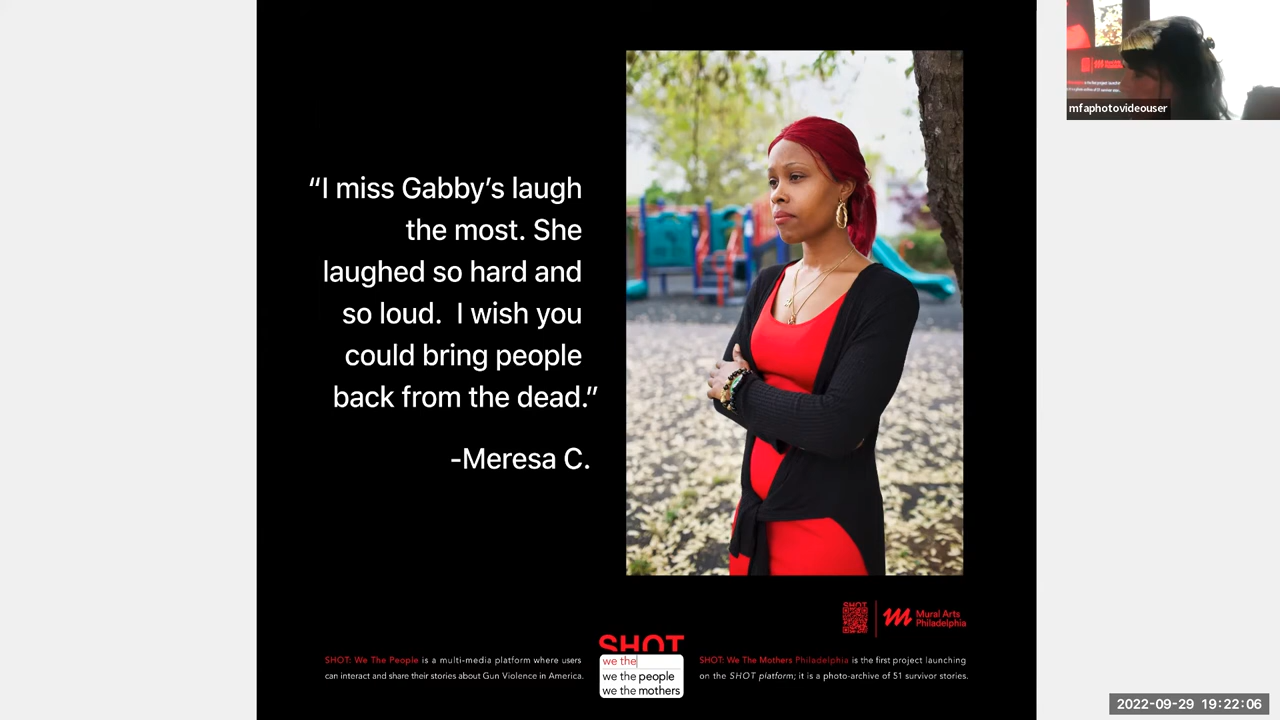 “I miss Gabby’s laugh
the most. She
laughed so hard and
so loud.  I wish you
could bring people
back from the dead.”
-Meresa C.
mfaphotovideouser
SHOT
Mural Arts
Philadelphia
SHOT: We The People is a multi-media platform where users
can interact and share their stories about Gun Violence in America.
SHOT
we the
we the people
we the mothers
SHOT: We The Mothers Philadelphia is the first project launching
on the SHOT platform; it is a photo-archive of 51 survivor stories.
2022-09-29 19:22:06